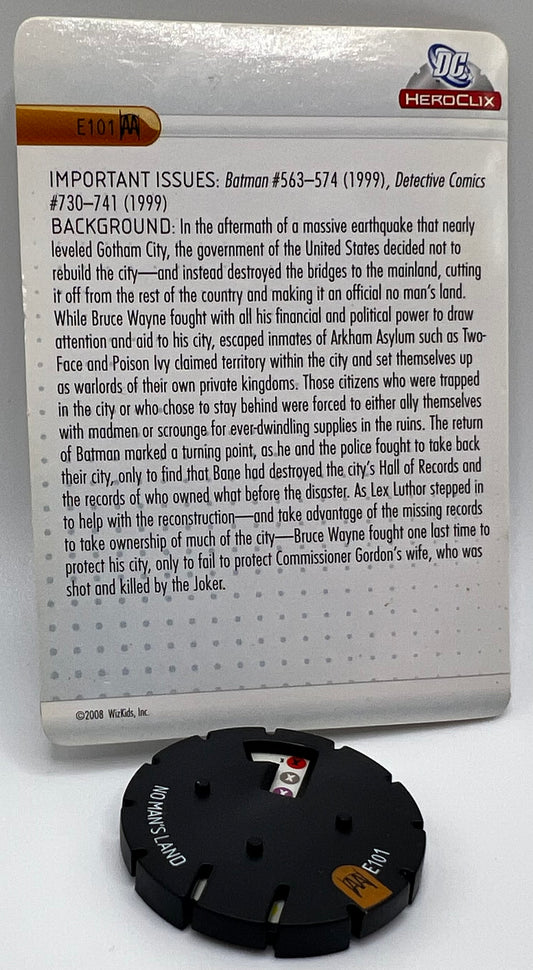 DC
HEROCLIX
E101
IMPORTANT ISSUES: Batman #563–574 (1999), Detective Comics
#730–741 (1999)
BACKGROUND: In the aftermath of a massive earthquake that nearly
leveled Gotham City, the government of the United States decided not to
rebuild the city—and instead destroyed the bridges to the mainland, cutting
it off from the rest of the country and making it an official no man's land.
While Bruce Wayne fought with all his financial and political power to draw
attention and aid to his city, escaped inmates of Arkham Asylum such as Two-
Face and Poison Ivy claimed territory within the city and set themselves up
as warlords of their own private kingdoms. Those citizens who were trapped
in the city or who chose to stay behind were forced to either ally themselves
with madmen or scrounge for ever-dwindling supplies in the ruins. The return
of Batman marked a turning point, as he and the police fought to take back
their city, only to find that Bane had destroyed the city's Hall of Records and
the records of who owned what before the disaster. As Lex Luthor stepped in
to help with the reconstruction—and take advantage of the missing records
to take ownership of much of the city—Bruce Wayne fought one last time to
protect his city, only to fail to protect Commissioner Gordon's wife, who was
shot and killed by the Joker.
©2008 WizKids, Inc.
NO MAN'S LAND
E101